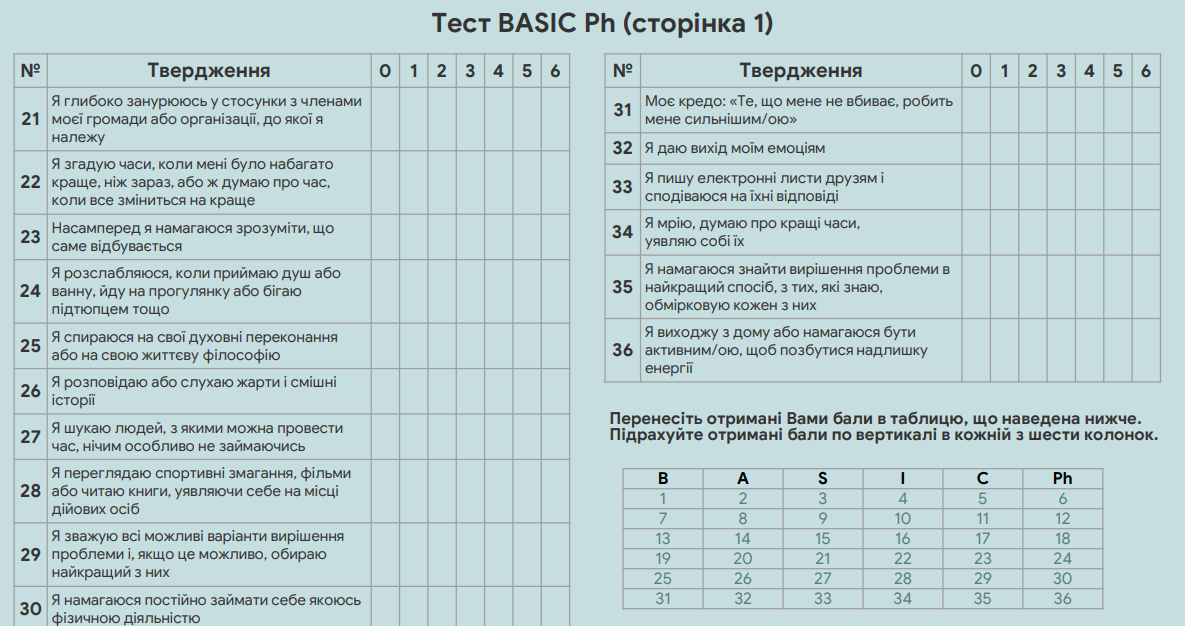 Тест BASIC Ph (сторінка 1)
№ Твердження 0 1 2 3 4 5 6
21 Я глибоко занурююсь у стосунки з членами
моєї громади або організації, до якої я
належу
22 Я згадую часи, коли мені було набагато
краще, ніж зараз, або ж думаю про час,
коли все зміниться на краще
23 Насамперед я намагаюся зрозуміти, що
саме відбувається
24 Я розслабляюся, коли приймаю душ або
ванну, йду на прогулянку або бігаю
підтюпцем тощо
25 Я спираюся на свої духовні переконання
або на свою життєву філософію
26 Я розповідаю або слухаю жарти і смішні
історії
27 Я шукаю людей, з якими можна провести
час, нічим особливо не займаючись
28 Я переглядаю спортивні змагання, фільми
або читаю книги, уявляючи себе на місці
дійових осіб
29 Я зважую всі можливі варіанти вирішення
проблеми і, якщо це можливо, обираю
найкращий з них
30 Я намагаюся постійно займати себе якоюсь
фізичною діяльністю
№ Твердження 0 1 2 3 4 5 6
31 Моє кредо: «Те, що мене не вбиває, робить
мене сильнішим/ою»
32 Я даю вихід моїм емоціям
33 Я пишу електронні листи друзям і
сподіваюся на їхні відповіді
34 Я мрію, думаю про кращі часи,
уявляю собі їх
35 Я намагаюся знайти вирішення проблеми в
найкращий спосіб, з тих, які знаю,
обмірковую кожен з них
36 Я виходжу з дому або намагаюся бути
активним/ою, щоб позбутися надлишку
енергії
Перенесіть отримані Вами бали в таблицю, що наведена нижче.
Підрахуйте отримані бали по вертикалі в кожній з шести колонок.
B A S I C Ph
1 2 3 4 5 6
7 8 9 10 11 12
13 14 15 16 17 18
19 20 21 22 23 24
25 26 27 28 29 30
31 32 33 34 35 36